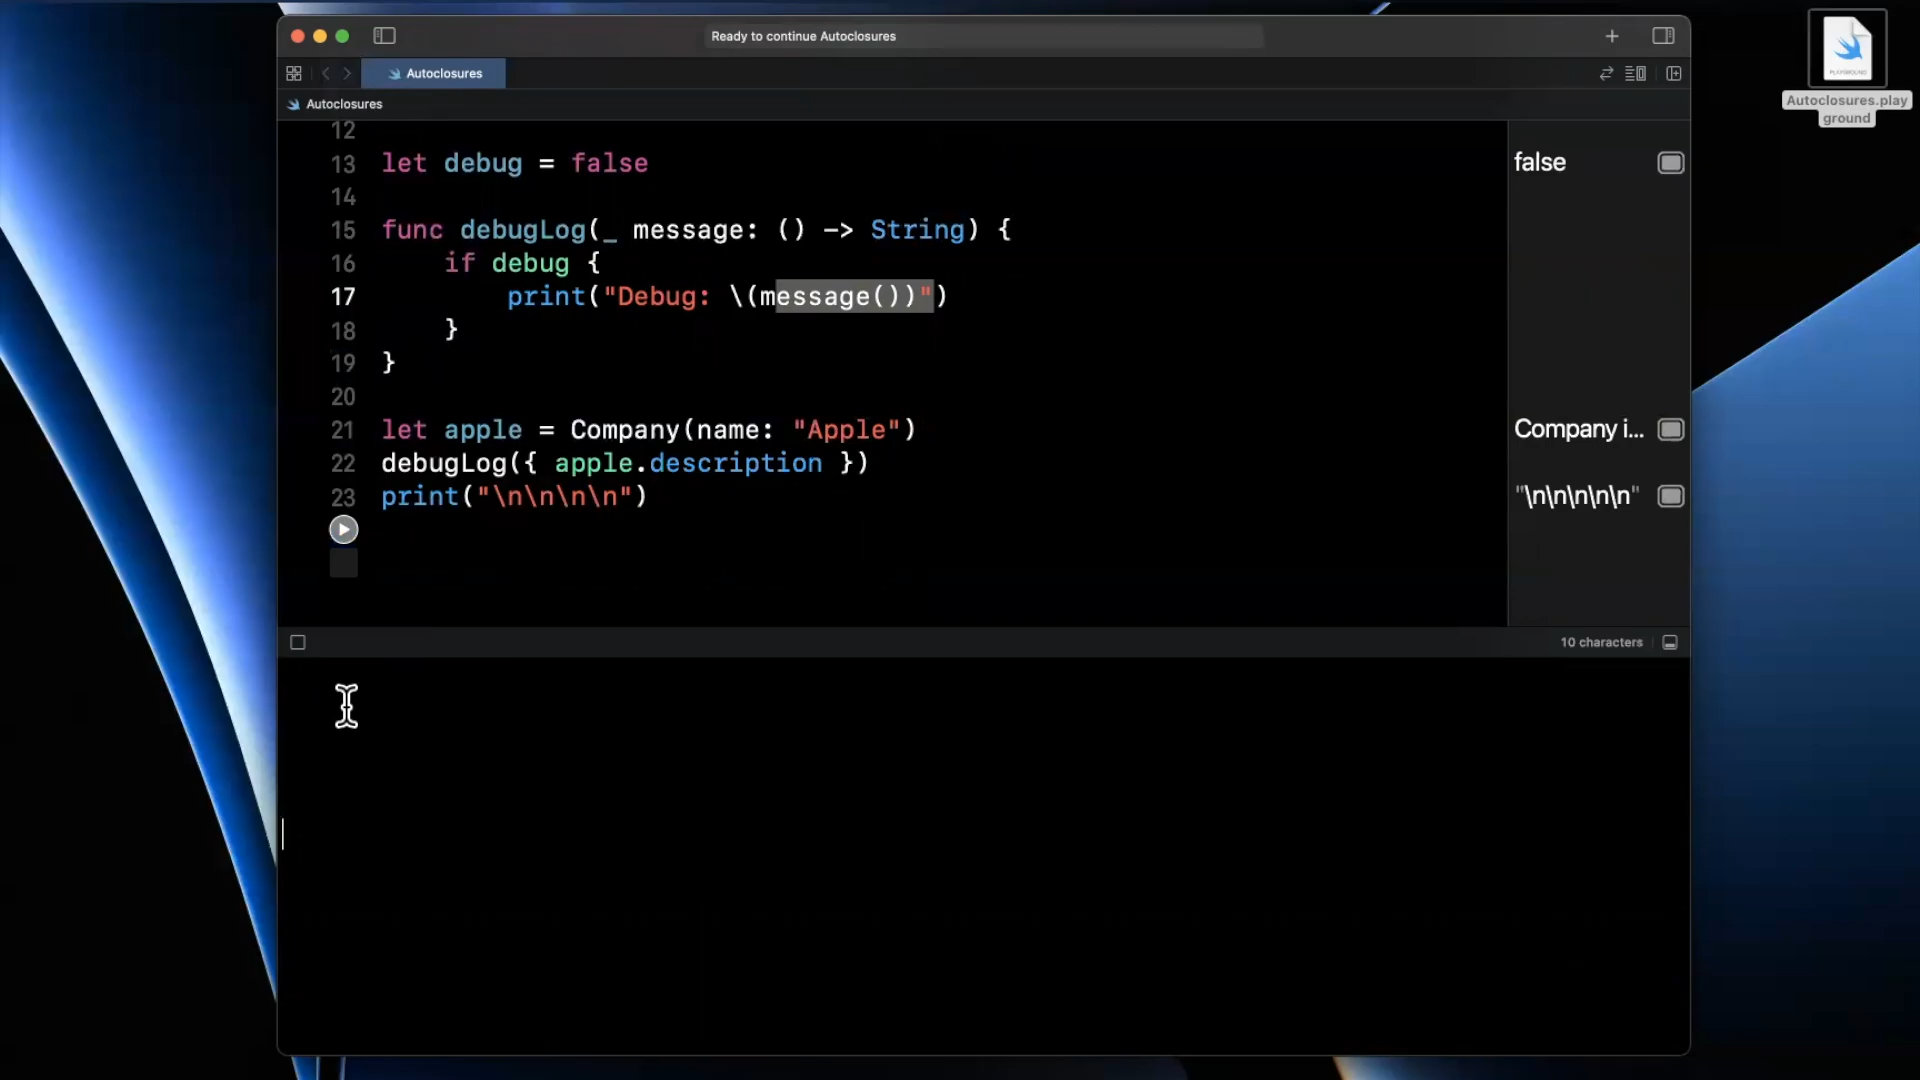 Ready to continue Autoclosures
Autoclosures
Autoclosures
12
13 let debug = false
false
14
15 func debugLog(_ message: () -> String) {
16 if debug {
17 print("Debug: \(message())")
18 }
19 }
20
21 let apple = Company(name: "Apple")
Company i...
22 debugLog({ apple.description })
23 print("\n\n\n\n")
"\n\n\n\n\n"
10 characters
PLAYGROUND
Autoclosures.play
ground